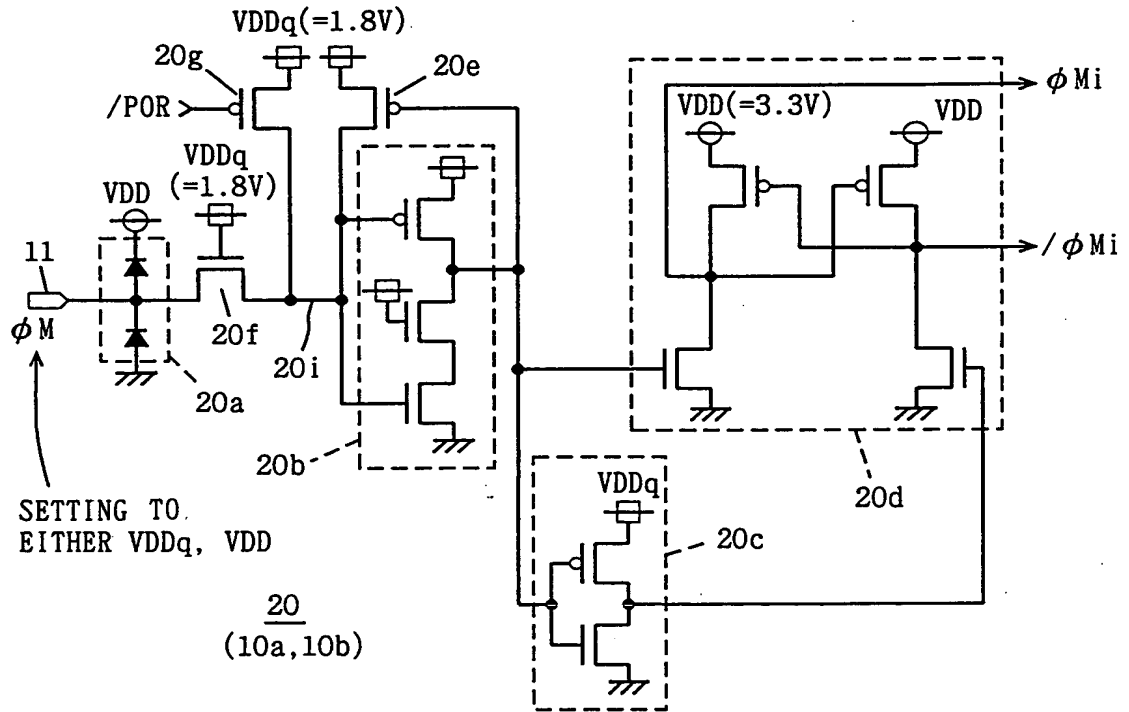 VDDq(=1.8V)
20g
20e
/POR
φMi
VDD(=3.3V)
VDD
VDDq
(=1.8V)
VDD
11
/φMi
φM
20f
20i
20a
20b
20d
SETTING TO
EITHER VDDq, VDD
VDDq
20c
20
(10a,10b)